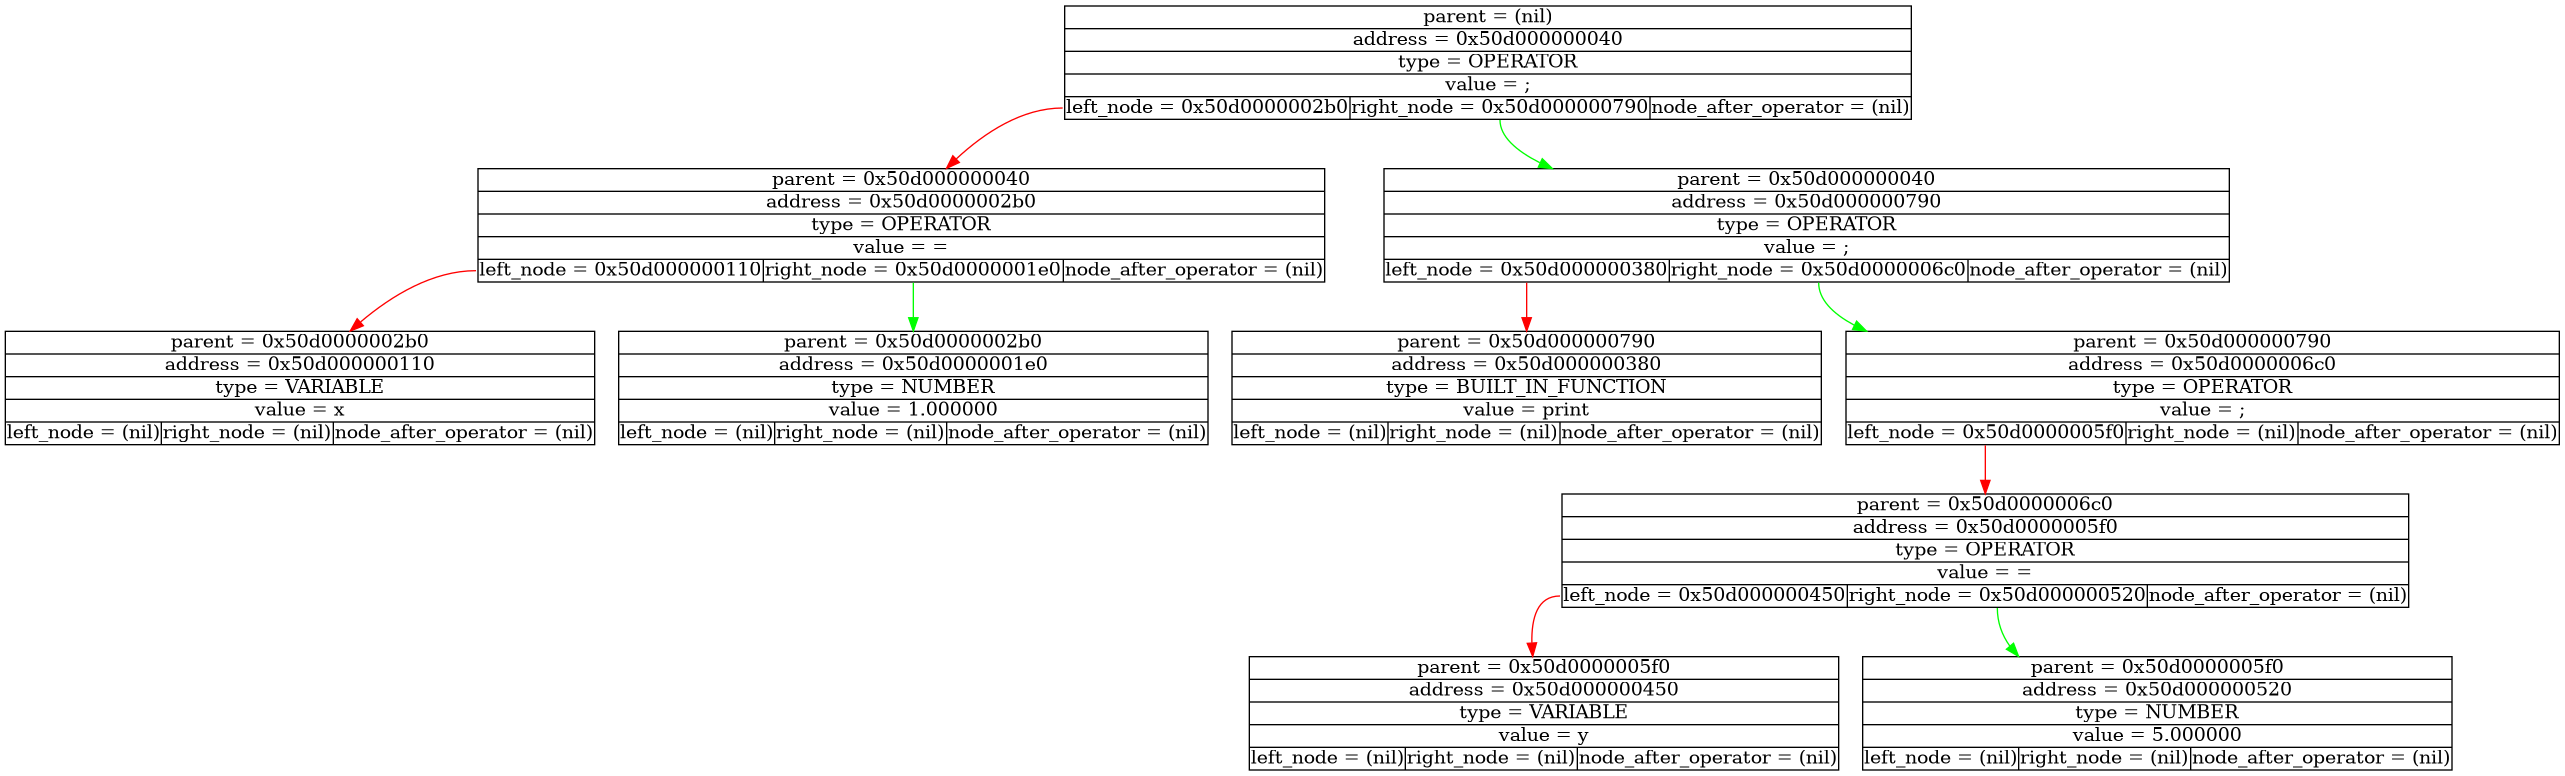 parent = (nil)
address = 0x50d000000040
type = OPERATOR
value = ;
left_node = 0x50d0000002b0 right_node = 0x50d000000790 node_after_operator = (nil)
parent = 0x50d000000040
address = 0x50d0000002b0
type = OPERATOR
value = =
left_node = 0x50d000000110 right_node = 0x50d0000001e0 node_after_operator = (nil)
parent = 0x50d000000040
address = 0x50d000000790
type = OPERATOR
value = ;
left_node = 0x50d000000380 right_node = 0x50d0000006c0 node_after_operator = (nil)
parent = 0x50d0000002b0
address = 0x50d000000110
type = VARIABLE
value = x
left_node = (nil) right_node = (nil) node_after_operator = (nil)
parent = 0x50d0000002b0
address = 0x50d0000001e0
type = NUMBER
value = 1.000000
left_node = (nil) right_node = (nil) node_after_operator = (nil)
parent = 0x50d000000790
address = 0x50d000000380
type = BUILT_IN_FUNCTION
value = print
left_node = (nil) right_node = (nil) node_after_operator = (nil)
parent = 0x50d000000790
address = 0x50d0000006c0
type = OPERATOR
value = ;
left_node = 0x50d0000005f0 right_node = (nil) node_after_operator = (nil)
parent = 0x50d0000006c0
address = 0x50d0000005f0
type = OPERATOR
value = =
left_node = 0x50d000000450 right_node = 0x50d000000520 node_after_operator = (nil)
parent = 0x50d0000005f0
address = 0x50d000000450
type = VARIABLE
value = y
left_node = (nil) right_node = (nil) node_after_operator = (nil)
parent = 0x50d0000005f0
address = 0x50d000000520
type = NUMBER
value = 5.000000
left_node = (nil) right_node = (nil) node_after_operator = (nil)